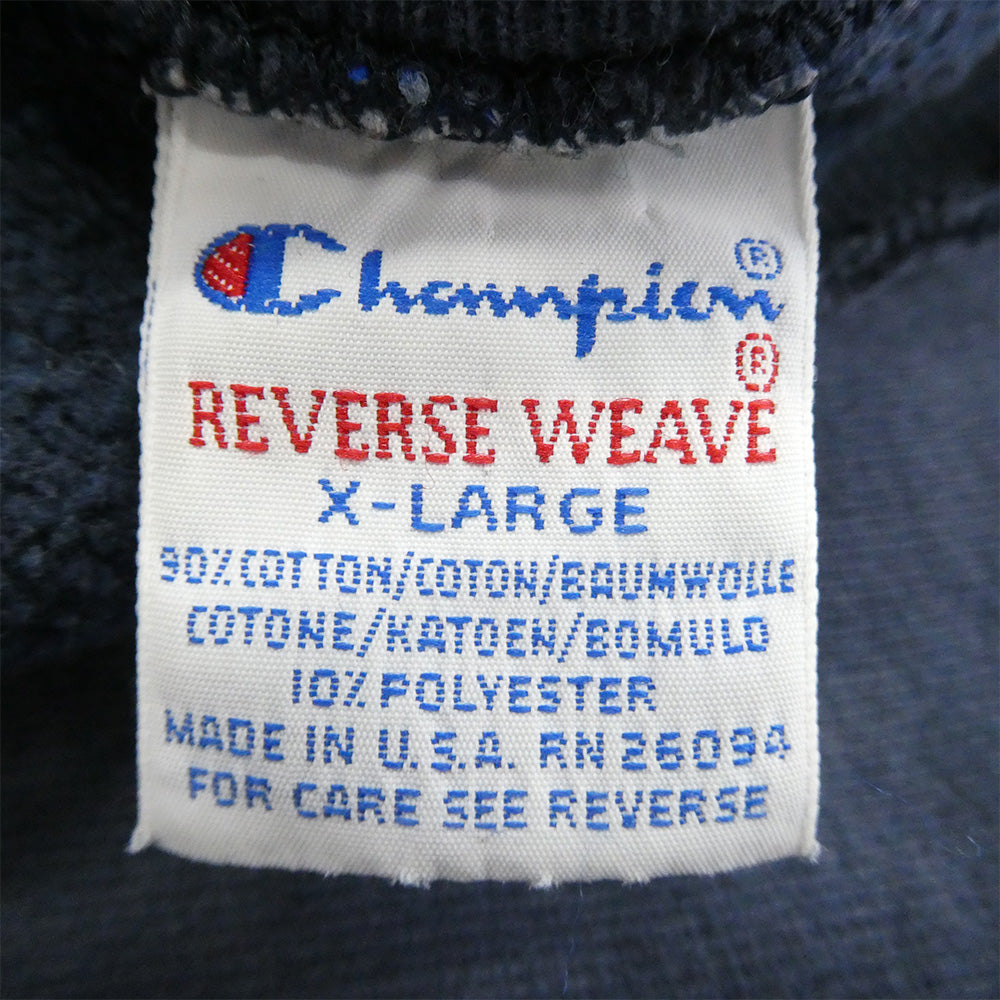 Champion®
REVERSE WEAVE®
X-LARGE
90% COTTON/COTON/BAUMWOLLE
COTONE/KATOEN/BOMULD
10% POLYESTER
MADE IN U.S.A. RN 26094
FOR CARE SEE REVERSE